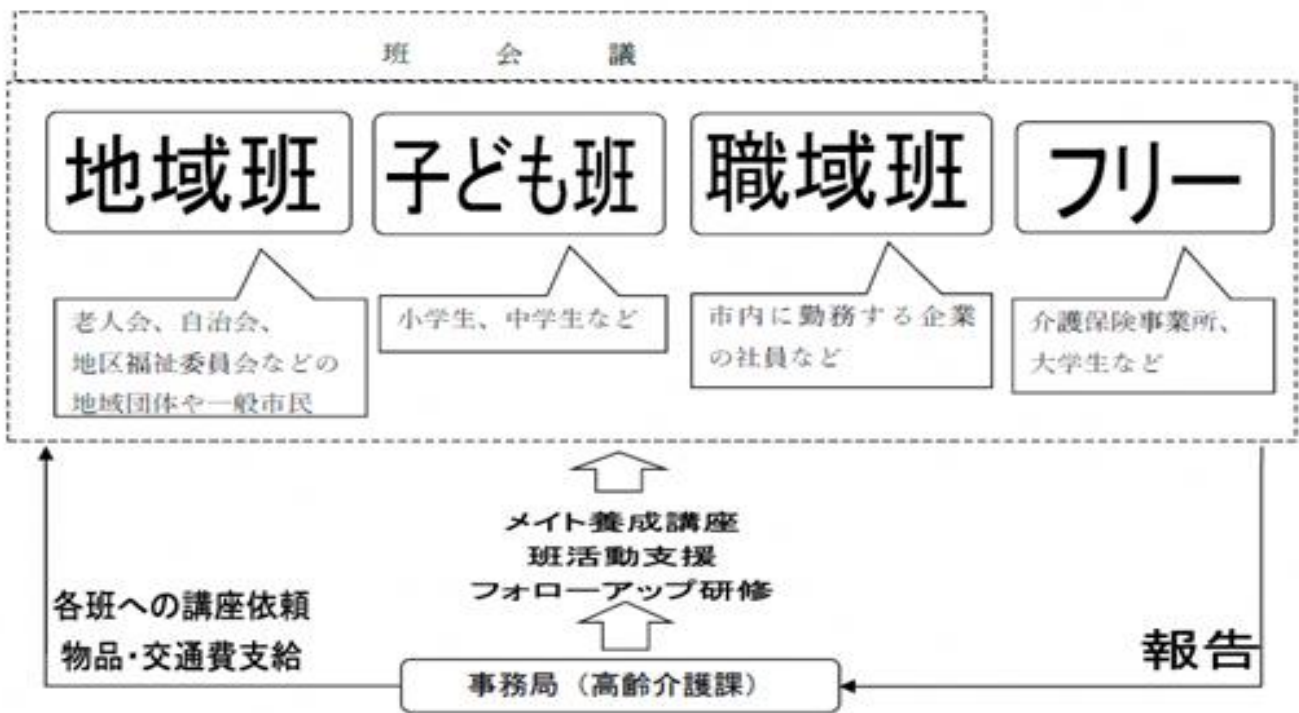 班会議
地域班
子ども班
職域班
フリー
老人会、自治会、
地区福祉委員会などの
地域団体や一般市民
小学生、中学生など
市内に勤務する企業
の社員など
介護保険事業所、
大学生など
メイト養成講座
班活動支援
フォローアップ研修
各班への講座依頼
物品・交通費支給
報告
事務局(高齢介護課)